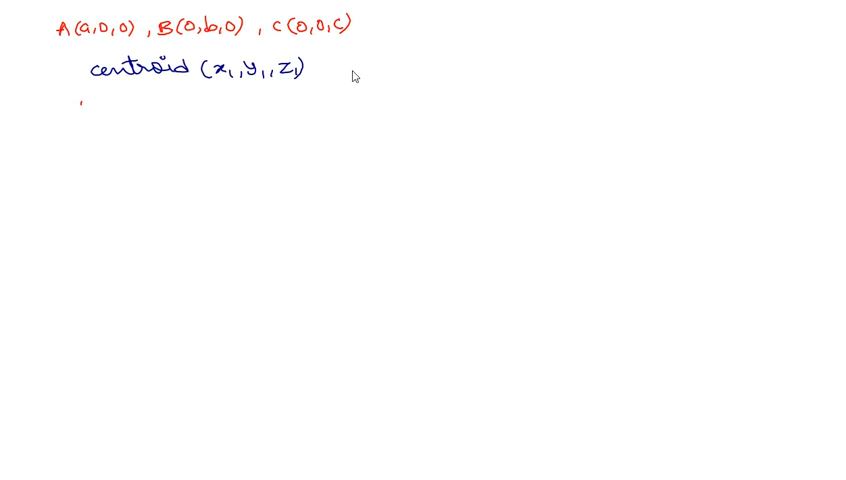 A(a,0,0) , B(0,b,0) , C(0,0,c)
centroid (x₁,y₁,z₁)